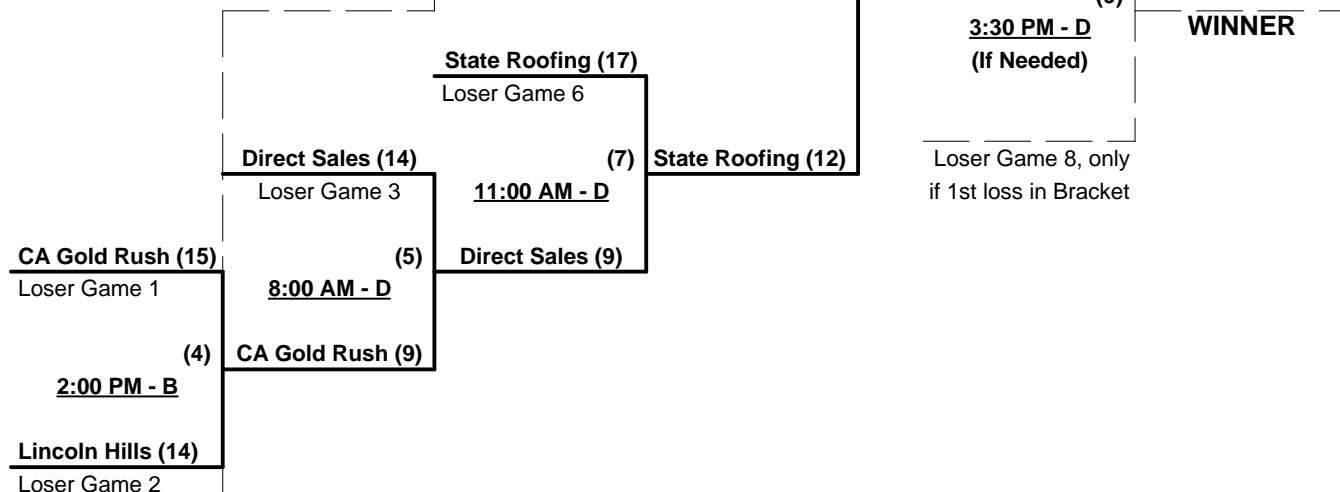 3:30 PM - D
WINNER
(If Needed)
State Roofing (17)
Loser Game 6
Direct Sales (14)
(7)
State Roofing (12)
Loser Game 8, only
Loser Game 3
11:00 AM - D
if 1st loss in Bracket
CA Gold Rush (15)
(5)
Direct Sales (9)
Loser Game 1
8:00 AM - D
(4)
CA Gold Rush (9)
2:00 PM - B
Lincoln Hills (14)
Loser Game 2